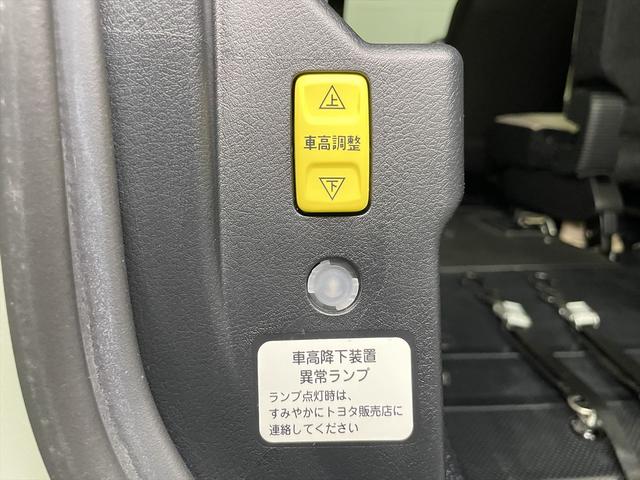 上
車高調整
下
車高降下装置
異常ランプ
ランプ点灯時は、
すみやかにトヨタ販売店に
連絡してください